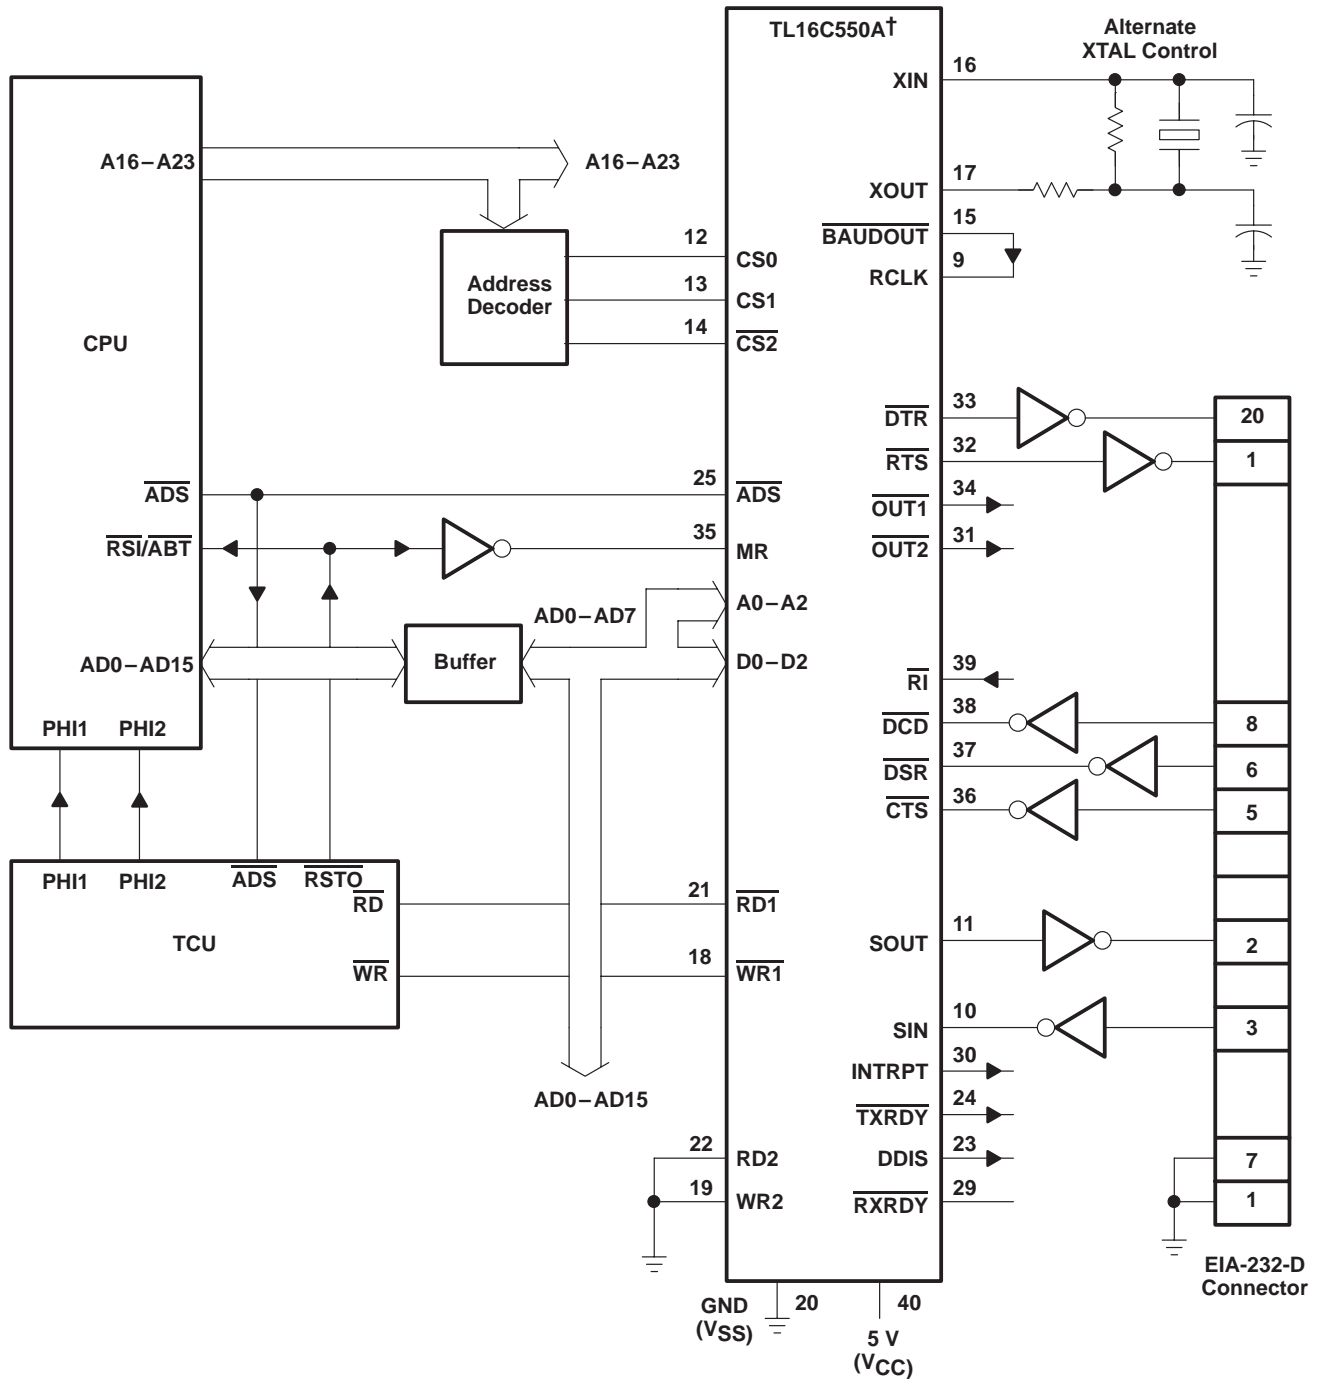 TL16C550A†
Alternate
XTAL Control
XIN
16
A16–A23
A16–A23
XOUT
17
BAUDOUT
15
RCLK
9
Address
Decoder
12
CS0
13
CS1
14
CS2
CPU
DTR
33
20
RTS
32
1
OUT1
34
OUT2
31
ADS
25
ADS
RSI/ABT
35
MR
AD0–AD7
A0–A2
AD0–AD15
Buffer
D0–D2
RI
39
DCD
38
8
DSR
37
6
CTS
36
5
PHI1
PHI2
PHI1
PHI2
ADS
RSTO
RD
21
RD1
TCU
WR
18
WR1
SOUT
11
2
SIN
10
3
INTRPT
30
TXRDY
24
DDIS
23
7
RXRDY
29
1
AD0–AD15
22
RD2
19
WR2
EIA-232-D
Connector
GND
(VSS)
20
40
5 V
(VCC)